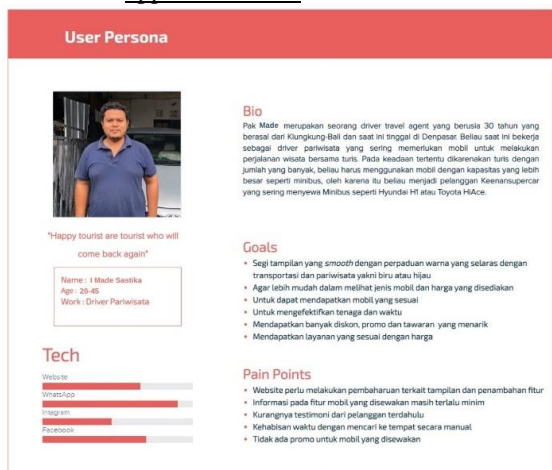 User Persona
"Happy tourist are tourist who will
come back again"
Name : I Made Sastika
Age : 20-45
Work : Driver Pariwisata
Tech
Website
WhatsApp
Intagram
Facebook
Bio
Pak Made merupakan seorang driver travel agent yang berusia 30 tahun yang
berasal dari Klungkung-Bali dan saat ini tinggal di Denpasar. Beliau saat ini bekerja
sebagai driver pariwisata yang sering memerlukan mobil untuk melakukan
perjalanan wisata bersama turis. Pada keadaan tertentu dikarenakan turis dengan
jumlah yang banyak, beliau harus menggunakan mobil dengan kapasitas yang lebih
besar seperti minibus, oleh karena itu beliau menjadi pelanggan Keenansupercar
yang sering menyewa Minibus seperti Hyundai H1 atau Toyota HiAce.
Goals
• Segi tampilan yang smooth dengan perpaduan warna yang selaras dengan
transportasi dan pariwisata yakni biru atau hijau
• Agar lebih mudah dalam melihat jenis mobil dan harga yang disediakan
• Untuk dapat mendapatkan mobil yang sesuai
• Untuk mengefektifkan tenaga dan waktu
• Mendapatkan banyak diskon, promo dan tawaran yang menarik
• Mendapatkan layanan yang sesuai dengan harga
Pain Points
• Website perlu melakukan pembaharuan terkait tampilan dan penambahan fitur
• Informasi pada fitur mobil yang disewakan masih terlalu minim
• Kurangnya testimoni dari pelanggan terdahulu
• Kehabisan waktu dengan mencari ke tempat secara manual
• Tidak ada promo untuk mobil yang disewakan